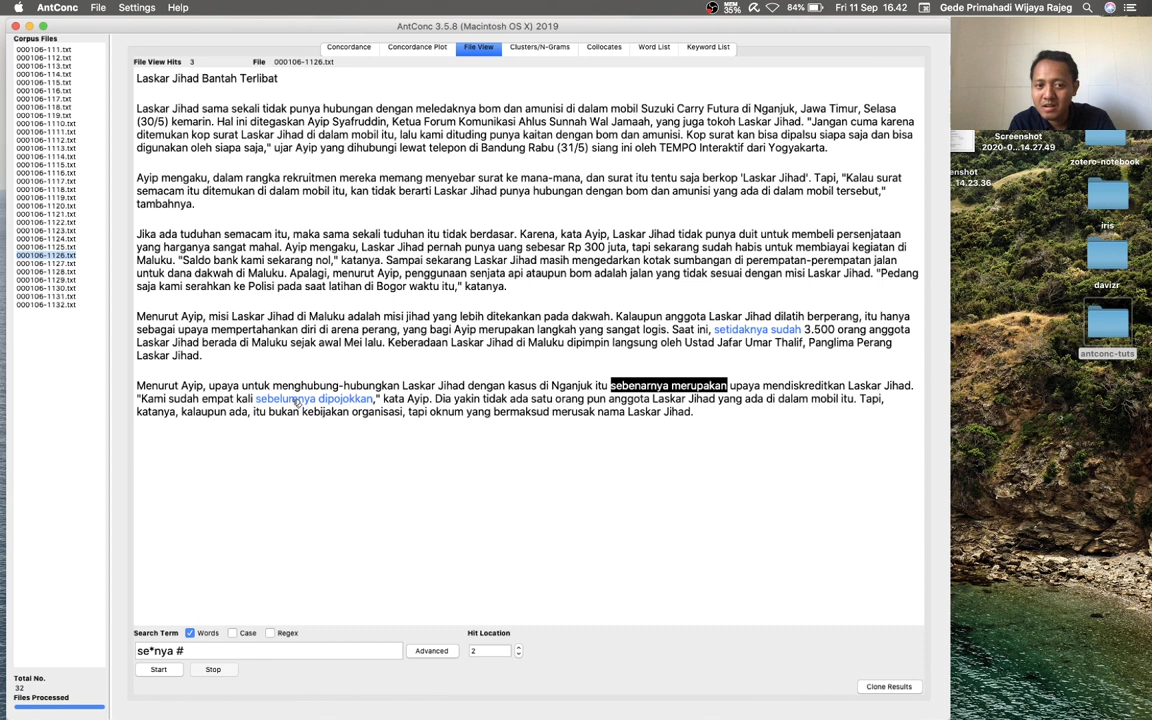 AntConc File Settings Help
MEM 35% 84% Fri 11 Sep 16.42 Gede Primahadi Wijaya Rajeg
AntConc 3.5.8 (Macintosh OS X) 2019
Corpus Files
000106-111.txt
000106-112.txt
000106-113.txt
000106-114.txt
000106-115.txt
000106-116.txt
000106-117.txt
000106-118.txt
000106-119.txt
000106-1110.txt
000106-1111.txt
000106-1112.txt
000106-1113.txt
000106-1114.txt
000106-1115.txt
000106-1116.txt
000106-1117.txt
000106-1118.txt
000106-1119.txt
000106-1120.txt
000106-1121.txt
000106-1122.txt
000106-1123.txt
000106-1124.txt
000106-1125.txt
000106-1126.txt
000106-1127.txt
000106-1128.txt
000106-1129.txt
000106-1130.txt
000106-1131.txt
000106-1132.txt
Total No.
32
Files Processed
Concordance Concordance Plot File View Clusters/N-Grams Collocates Word List Keyword List
File View Hits 3 File 000106-1126.txt
Laskar Jihad Bantah Terlibat
Laskar Jihad sama sekali tidak punya hubungan dengan meledaknya bom dan amunisi di dalam mobil Suzuki Carry Futura di Nganjuk, Jawa Timur, Selasa
(30/5) kemarin. Hal ini ditegaskan Ayip Syafruddin, Ketua Forum Komunikasi Ahlus Sunnah Wal Jamaah, yang juga tokoh Laskar Jihad. "Jangan cuma karena
ditemukan kop surat Laskar Jihad di dalam mobil itu, lalu kami dituding punya kaitan dengan bom dan amunisi. Kop surat kan bisa dipalsu siapa saja dan bisa
digunakan oleh siapa saja," ujar Ayip yang dihubungi lewat telepon di Bandung Rabu (31/5) siang ini oleh TEMPO Interaktif dari Yogyakarta.
Ayip mengaku, dalam rangka rekruitmen mereka memang menyebar surat ke mana-mana, dan surat itu tentu saja berkop 'Laskar Jihad'. Tapi, "Kalau surat
semacam itu ditemukan di dalam mobil itu, kan tidak berarti Laskar Jihad punya hubungan dengan bom dan amunisi yang ada di dalam mobil tersebut,"
tambahnya.
Jika ada tuduhan semacam itu, maka sama sekali tuduhan itu tidak berdasar. Karena, kata Ayip, Laskar Jihad tidak punya duit untuk membeli persenjataan
yang harganya sangat mahal. Ayip mengaku, Laskar Jihad pernah punya uang sebesar Rp 300 juta, tapi sekarang sudah habis untuk membiayai kegiatan di
Maluku. "Saldo bank kami sekarang nol," katanya. Sampai sekarang Laskar Jihad masih mengedarkan kotak sumbangan di perempatan-perempatan jalan
untuk dana dakwah di Maluku. Apalagi, menurut Ayip, penggunaan senjata api ataupun bom adalah jalan yang tidak sesuai dengan misi Laskar Jihad. "Pedang
saja kami serahkan ke Polisi pada saat latihan di Bogor waktu itu," katanya.
Menurut Ayip, misi Laskar Jihad di Maluku adalah misi jihad yang lebih ditekankan pada dakwah. Kalaupun anggota Laskar Jihad dilatih berperang, itu hanya
sebagai upaya mempertahankan diri di arena perang, yang bagi Ayip merupakan langkah yang sangat logis. Saat ini, setidaknya sudah 3.500 orang anggota
Laskar Jihad berada di Maluku sejak awal Mei lalu. Keberadaan Laskar Jihad di Maluku dipimpin langsung oleh Ustad Jafar Umar Thalif, Panglima Perang
Laskar Jihad.
Menurut Ayip, upaya untuk menghubung-hubungkan Laskar Jihad dengan kasus di Nganjuk itu sebenarnya merupakan upaya mendiskreditkan Laskar Jihad.
"Kami sudah empat kali sebelumnya dipojokkan," kata Ayip. Dia yakin tidak ada satu orang pun anggota Laskar Jihad yang ada di dalam mobil itu. Tapi,
katanya, kalaupun ada, itu bukan kebijakan organisasi, tapi oknum yang bermaksud merusak nama Laskar Jihad.
Search Term Words Case Regex Hit Location
se*nya # Advanced 2
Start Stop
Clone Results
Screenshot
2020-0...14.27.49
enshot
.14.23.36
zotero-notebook
iris
davizr
antconc-tuts